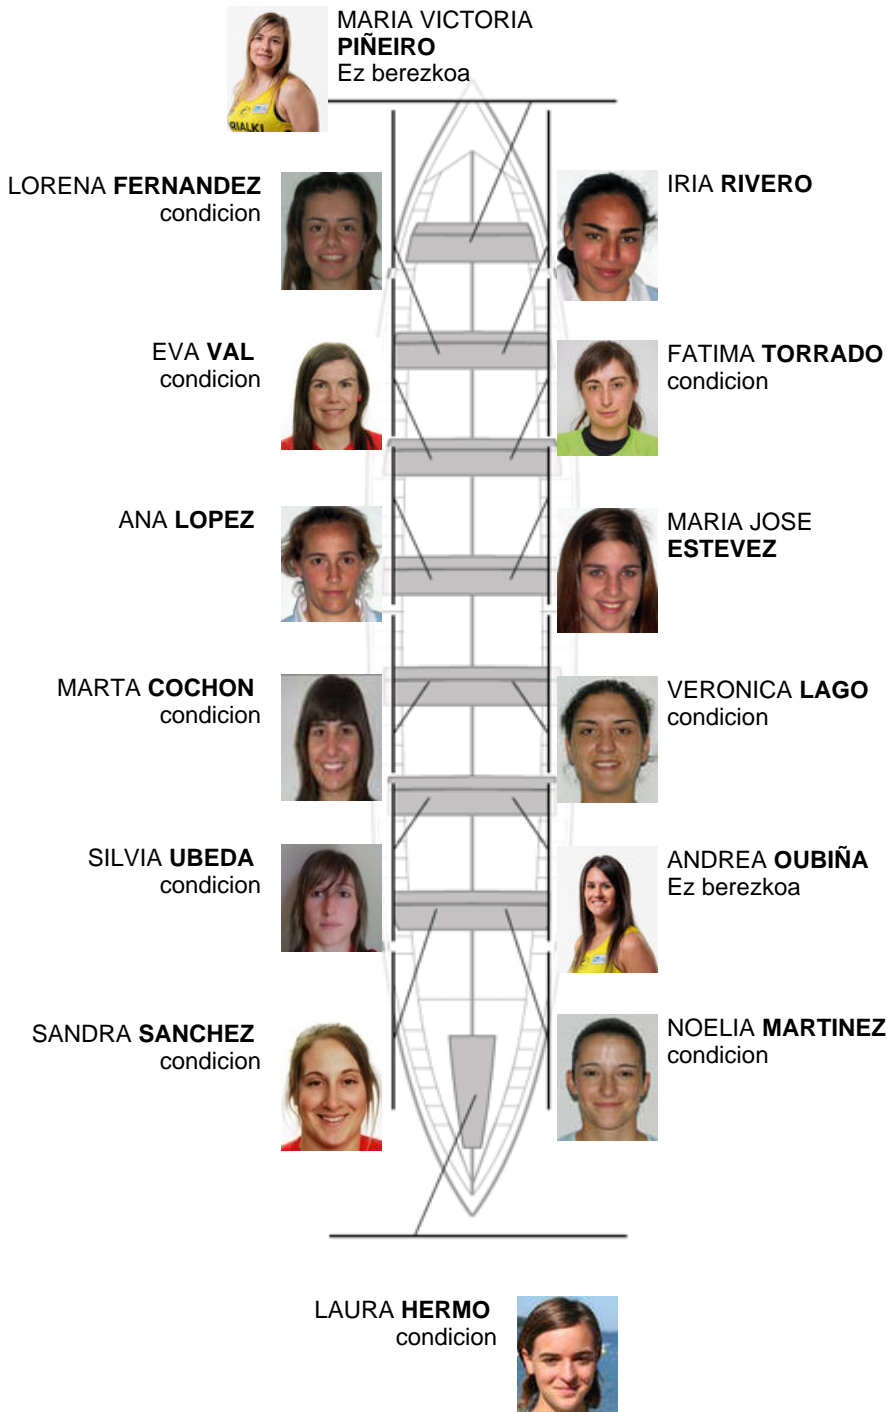 MARIA VICTORIA
PIÑEIRO
Ez berezkoa
RIALKI
LORENA FERNANDEZ
condicion
IRIA RIVERO
EVA VAL
condicion
FATIMA TORRADO
condicion
ANA LOPEZ
MARIA JOSE
ESTEVEZ
MARTA COCHON
condicion
VERONICA LAGO
condicion
SILVIA UBEDA
condicion
ANDREA OUBIÑA
Ez berezkoa
SANDRA SANCHEZ
condicion
NOELIA MARTINEZ
condicion
LAURA HERMO
condicion